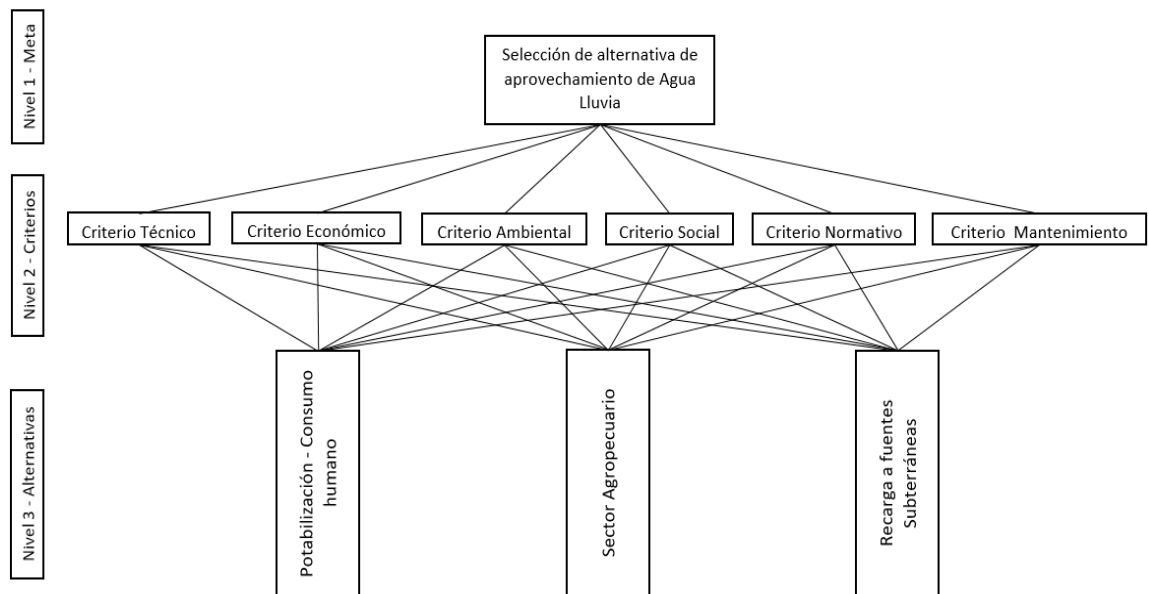 Nivel 1 - Meta
Selección de alternativa de
aprovechamiento de Agua
Lluvia
Nivel 2 - Criterios
Criterio Técnico
Criterio Económico
Criterio Ambiental
Criterio Social
Criterio Normativo
Criterio Mantenimiento
Nivel 3 - Alternativas
Potabilización - Consumo
humano
Sector Agropecuario
Recarga a fuentes
Subterráneas